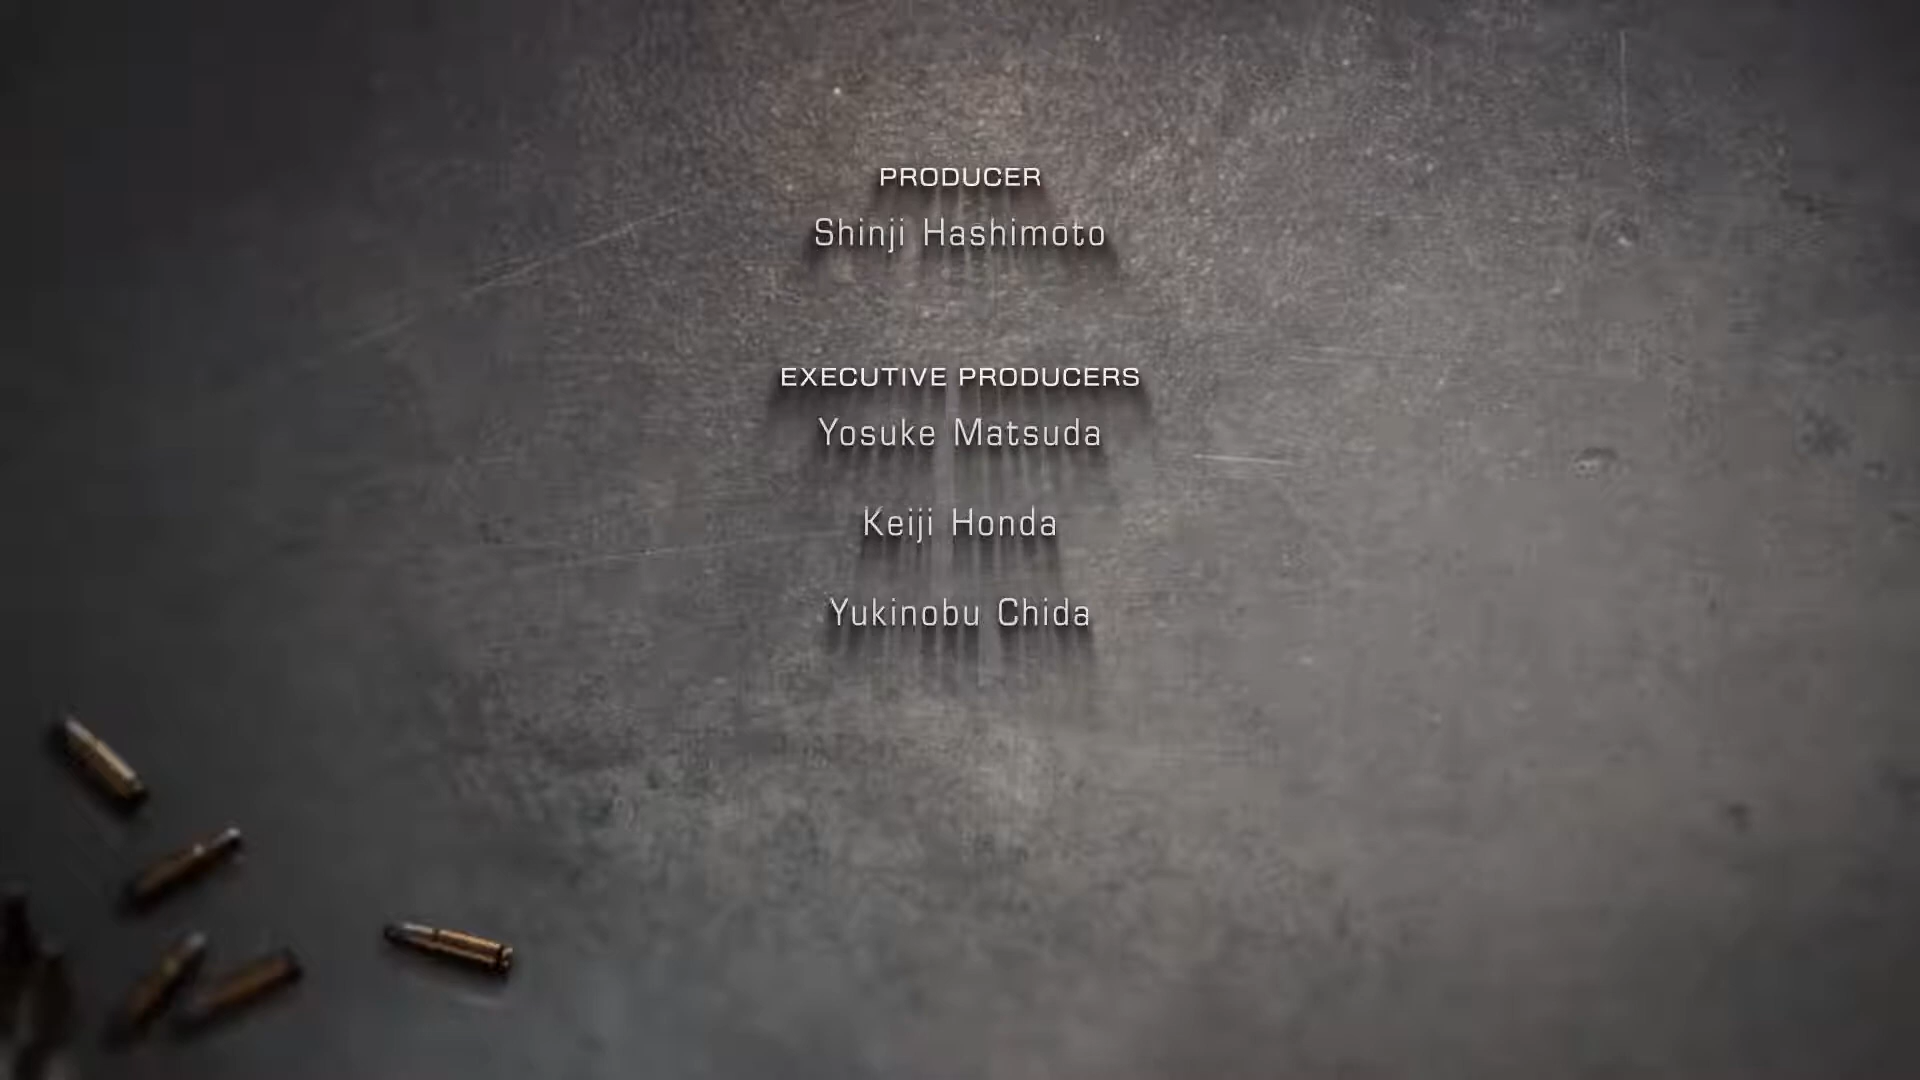 PRODUCER
Shinji Hashimoto
EXECUTIVE PRODUCERS
Yosuke Matsuda
Keiji Honda
Yukinobu Chida